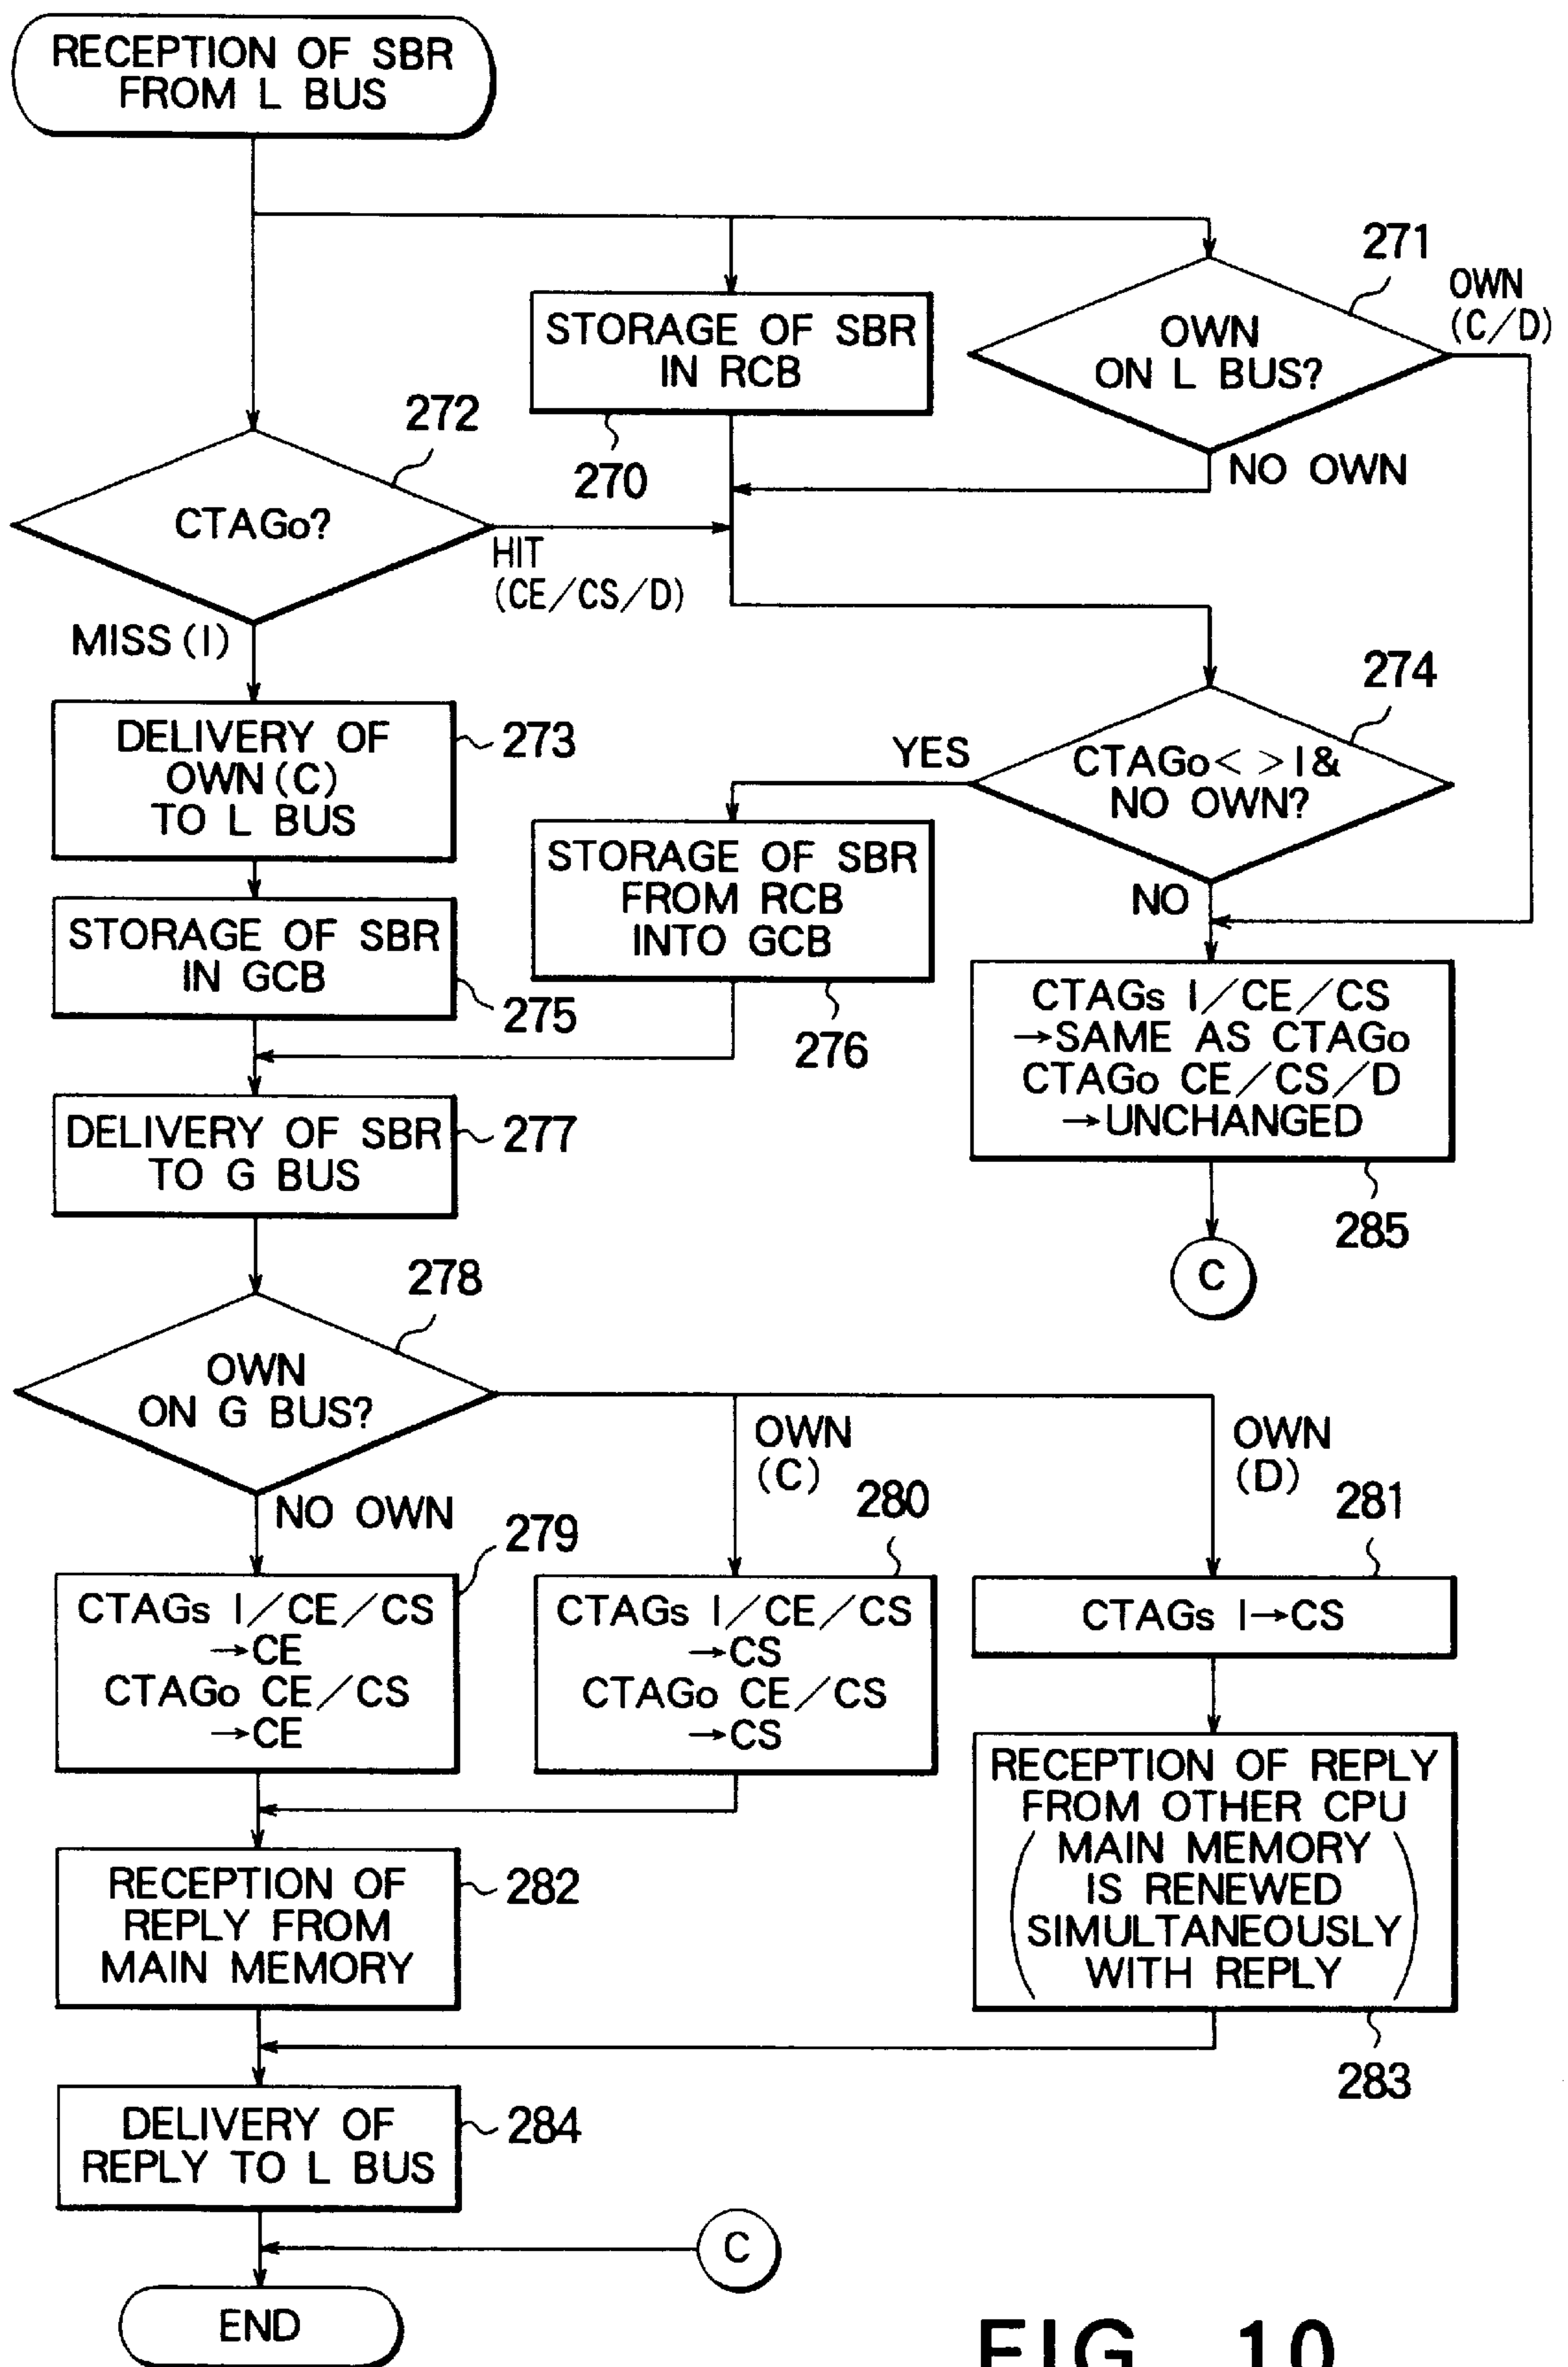 RECEPTION OF SBR
FROM L BUS
271
OWN
(C/D)
STORAGE OF SBR
IN RCB
OWN
ON L BUS?
272
270
NO OWN
CTAGo?
HIT
(CE/CS/D)
MISS (I)
274
DELIVERY OF
OWN (C)
TO L BUS
273
YES
CTAGo< >I&
NO OWN?
STORAGE OF SBR
FROM RCB
INTO GCB
NO
STORAGE OF SBR
IN GCB
275
276
CTAGs I/CE/CS
→SAME AS CTAGo
CTAGo CE/CS/D
→UNCHANGED
DELIVERY OF SBR
TO G BUS
277
285
C
278
OWN
ON G BUS?
OWN
(C)
OWN
(D)
NO OWN
279
280
281
CTAGs I/CE/CS
→CE
CTAGo CE/CS
→CE
CTAGs I/CE/CS
→CS
CTAGo CE/CS
→CS
CTAGs I→CS
RECEPTION OF REPLY
FROM OTHER CPU
(MAIN MEMORY
IS RENEWED
SIMULTANEOUSLY
WITH REPLY)
RECEPTION OF
REPLY FROM
MAIN MEMORY
282
283
DELIVERY OF
REPLY TO L BUS
284
C
END
FIG. 10